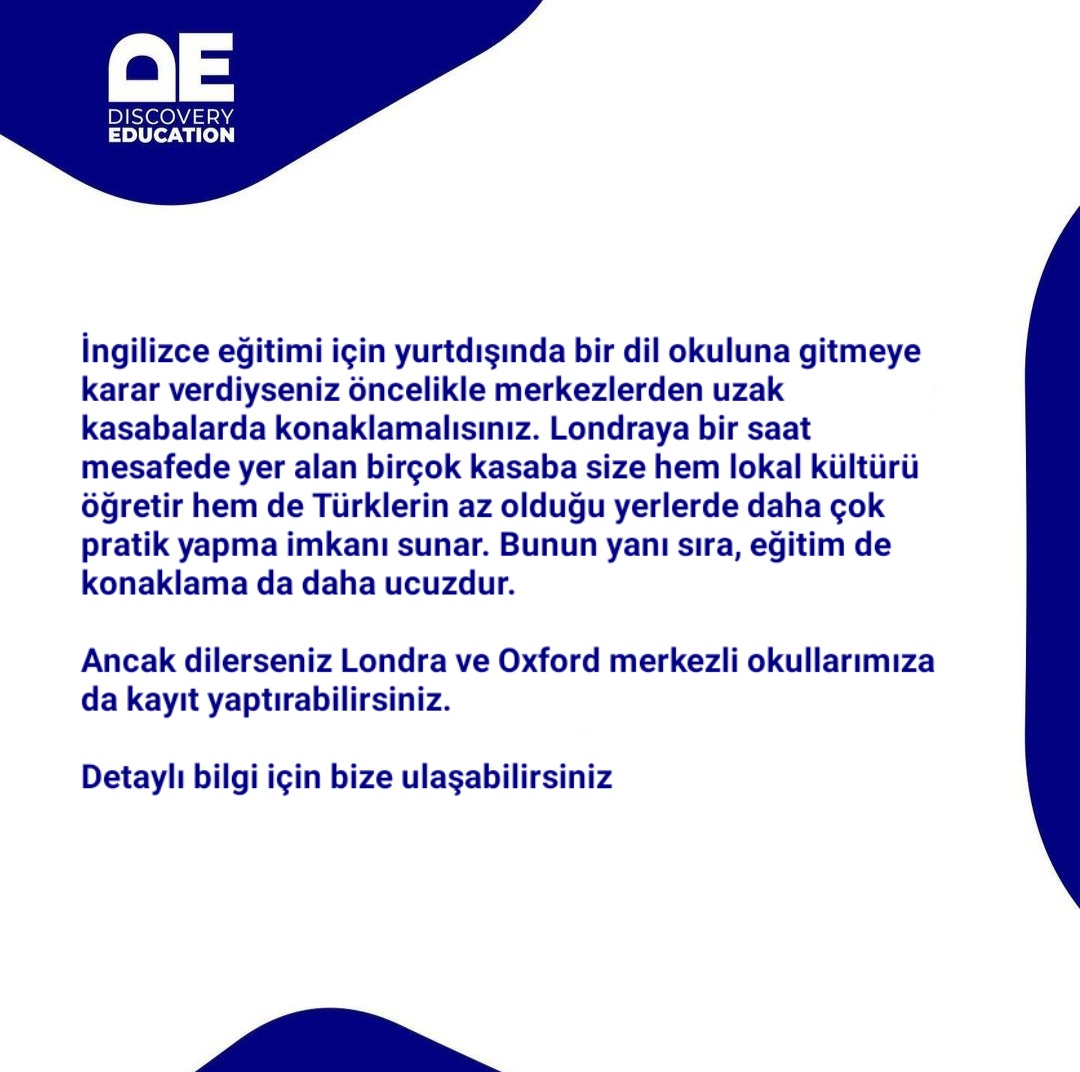 DE
DISCOVERY
EDUCATION
İngilizce eğitimi için yurtdışında bir dil okuluna gitmeye
karar verdiyseniz öncelikle merkezlerden uzak
kasabalarda konaklamalısınız. Londraya bir saat
mesafede yer alan birçok kasaba size hem lokal kültürü
öğretir hem de Türklerin az olduğu yerlerde daha çok
pratik yapma imkanı sunar. Bunun yanı sıra, eğitim de
konaklama da daha ucuzdur.
Ancak dilerseniz Londra ve Oxford merkezli okullarımıza
da kayıt yaptırabilirsiniz.
Detaylı bilgi için bize ulaşabilirsiniz